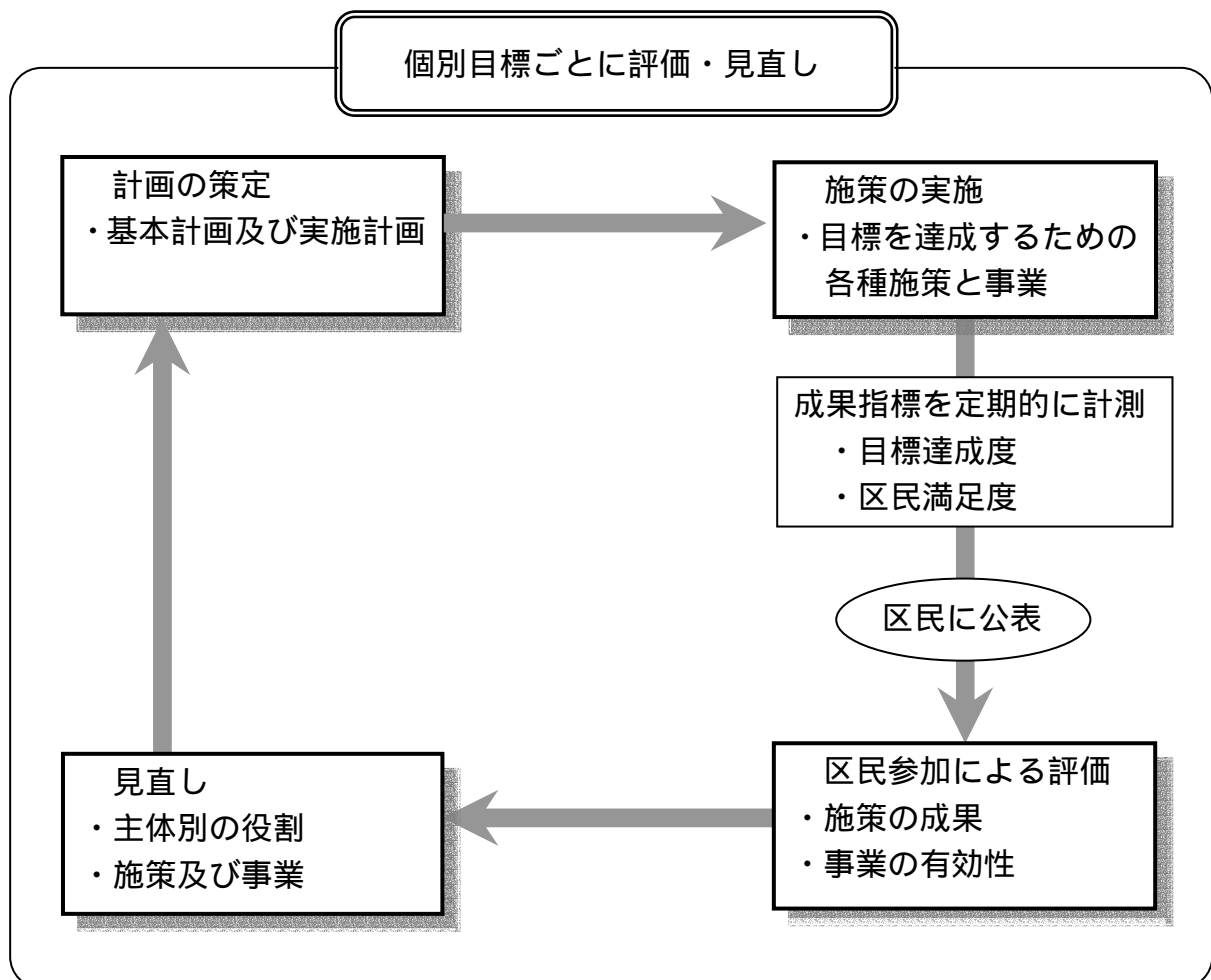 個別目標ごとに評価・見直し
計画の策定
・基本計画及び実施計画
施策の実施
・目標を達成するための
各種施策と事業
成果指標を定期的に計測
・目標達成度
・区民満足度
区民に公表
区民参加による評価
・施策の成果
・事業の有効性
見直し
・主体別の役割
・施策及び事業